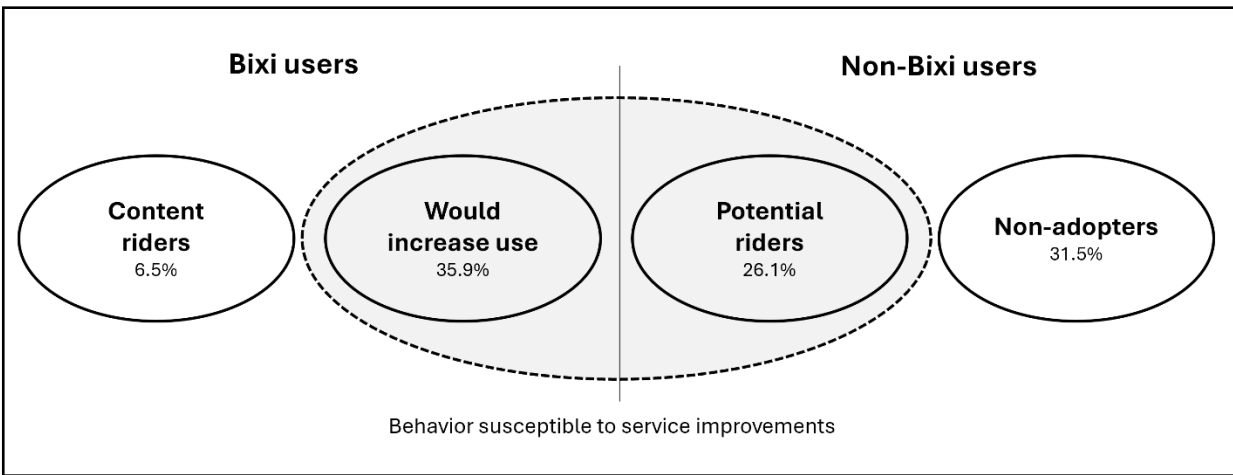 Bixi users
Non-Bixi users
Content
riders
6.5%
Would
increase use
35.9%
Potential
riders
26.1%
Non-adopters
31.5%
Behavior susceptible to service improvements